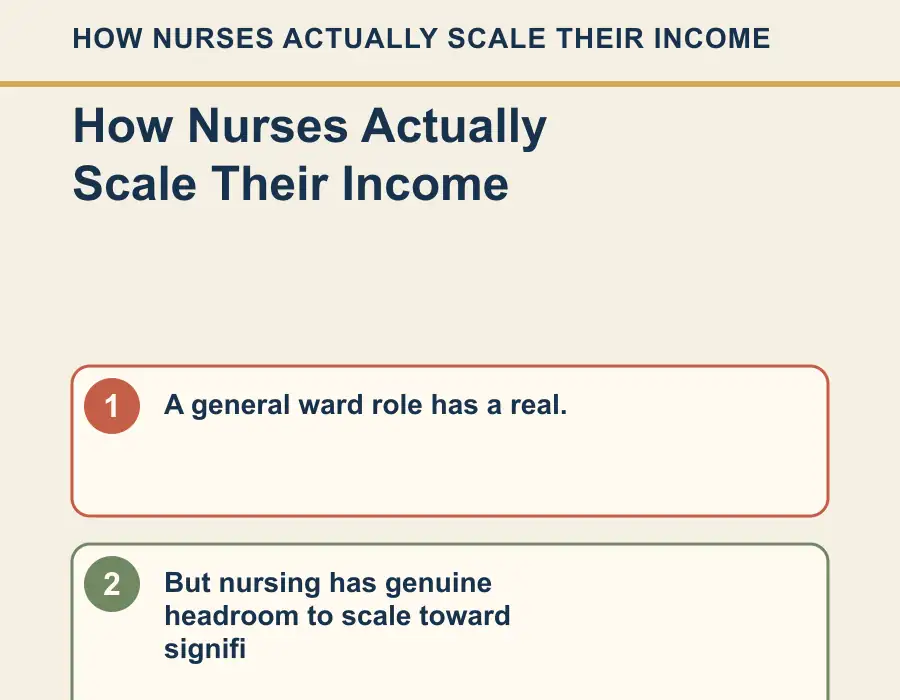 HOW NURSES ACTUALLY SCALE THEIR INCOME
How Nurses Actually
Scale Their Income
1
A general ward role has a real.
2
But nursing has genuine
headroom to scale toward
signifi